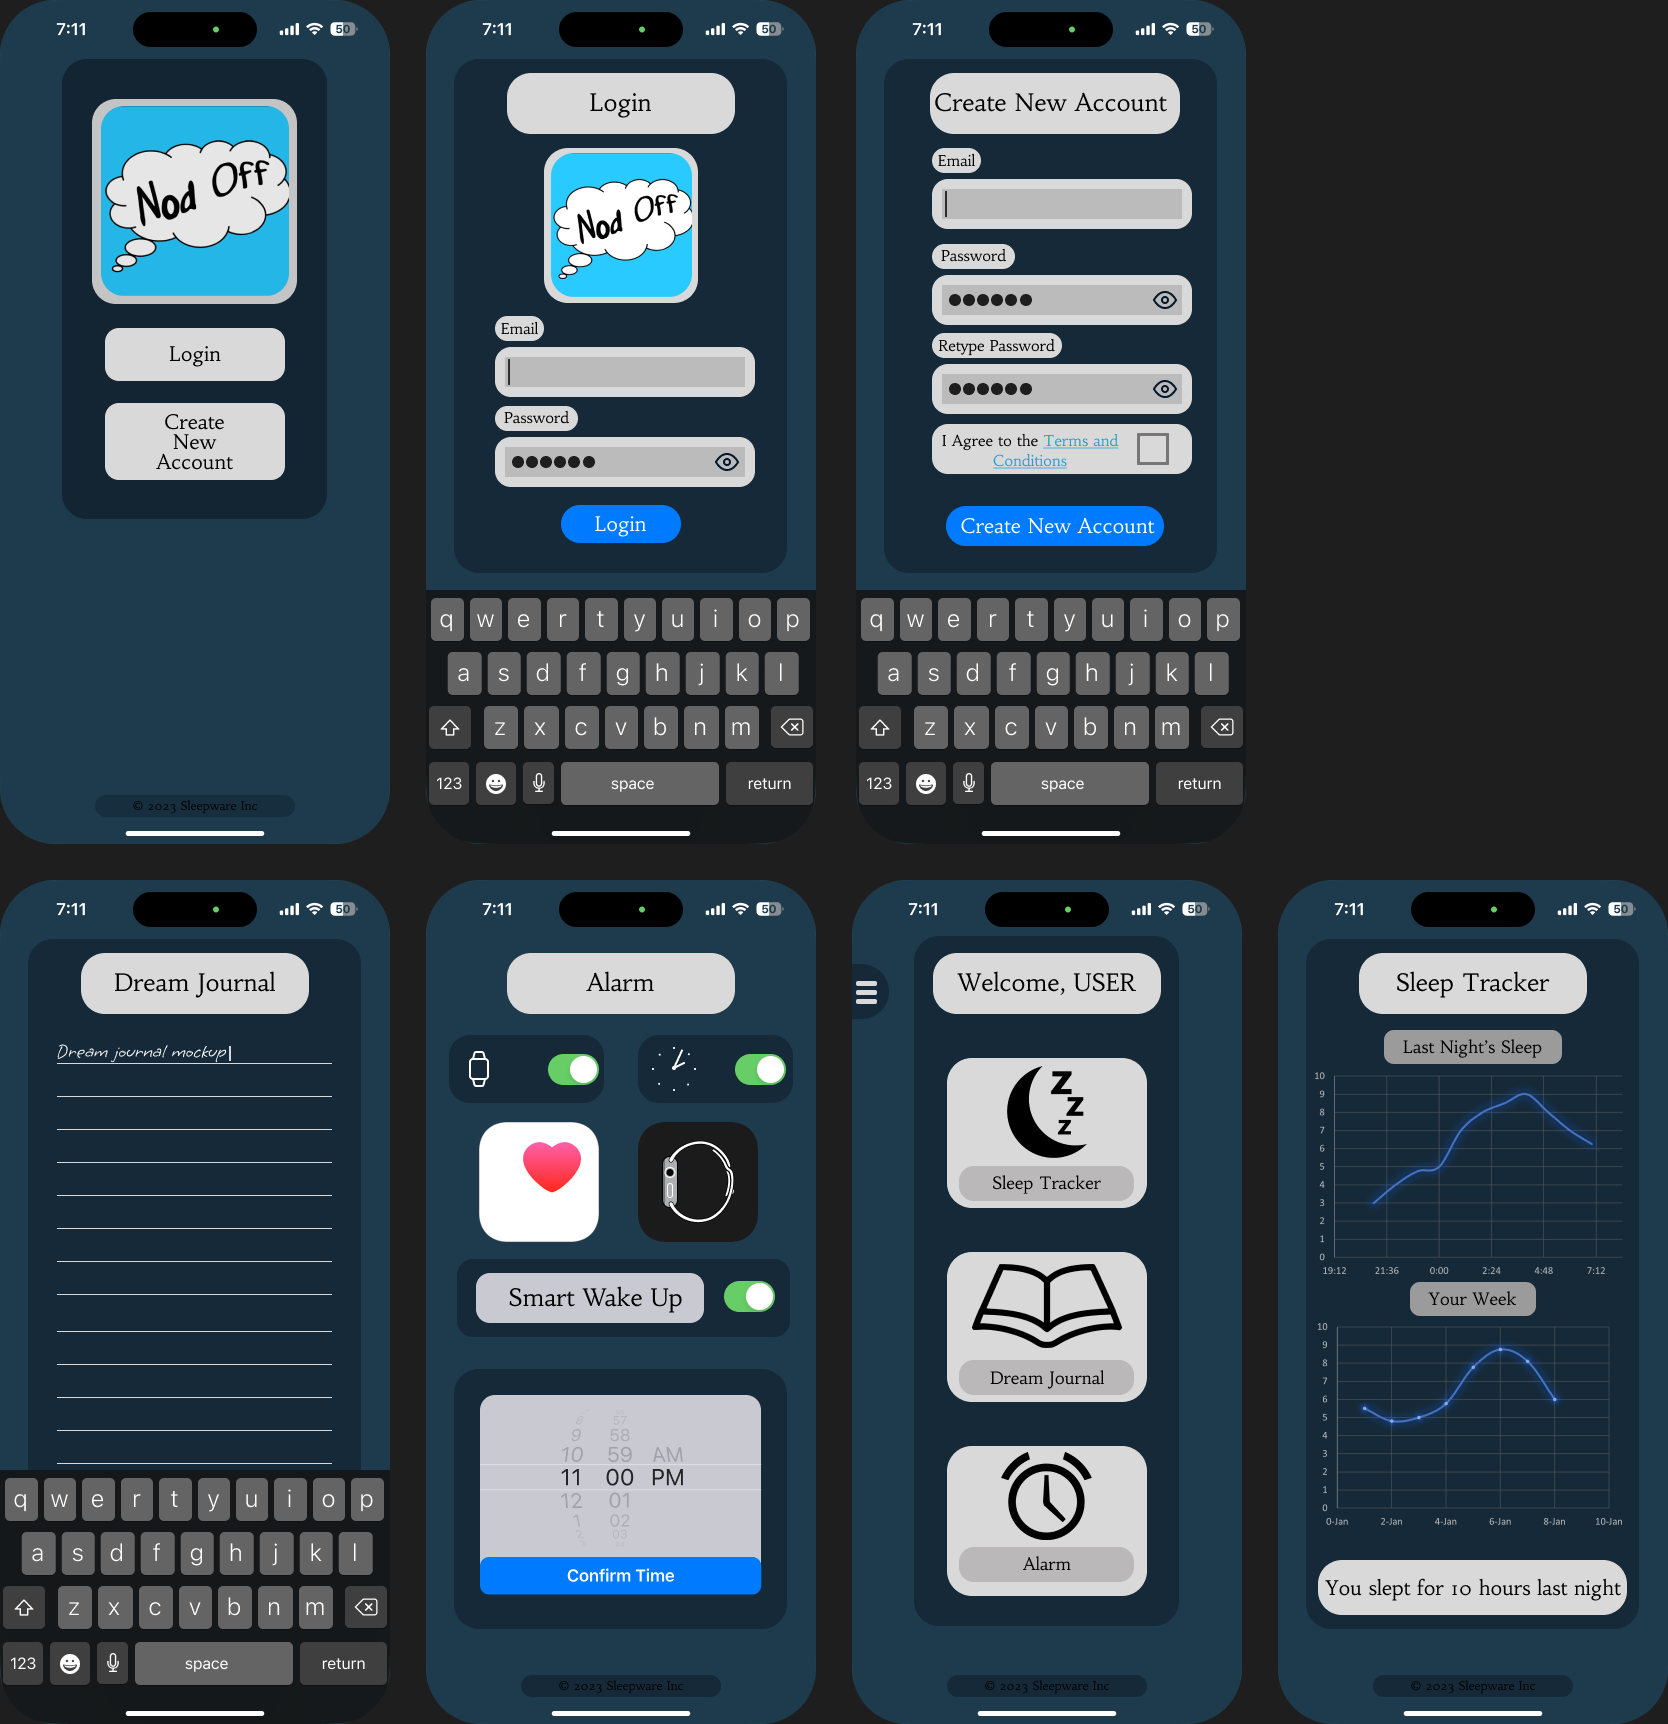 7:11
50
Nod Off
Login
Create
New
Account
© 2023 Sleepware Inc
7:11
50
Login
Nod Off
Email
Password
Login
q w e r t y u i o p
a s d f g h j k l
z x c v b n m
123 space return
7:11
50
Create New Account
Email
Password
Retype Password
I Agree to the Terms and
Conditions
Create New Account
q w e r t y u i o p
a s d f g h j k l
z x c v b n m
123 space return
7:11
50
Dream Journal
Dream journal mockup
q w e r t y u i o p
a s d f g h j k l
z x c v b n m
123 space return
7:11
50
Alarm
Smart Wake Up
8 57
9 58
10 59 AM
11 00 PM
12 01
1 02
2 03
Confirm Time
© 2023 Sleepware Inc
7:11
50
Welcome, USER
z
z
z
Sleep Tracker
Dream Journal
Alarm
© 2023 Sleepware Inc
7:11
50
Sleep Tracker
Last Night's Sleep
10
9
8
7
6
5
4
3
2
1
0
19:12 21:36 0:00 2:24 4:48 7:12
Your Week
10
9
8
7
6
5
4
3
2
1
0
0-Jan 2-Jan 4-Jan 6-Jan 8-Jan 10-Jan
You slept for 10 hours last night
© 2023 Sleepware Inc